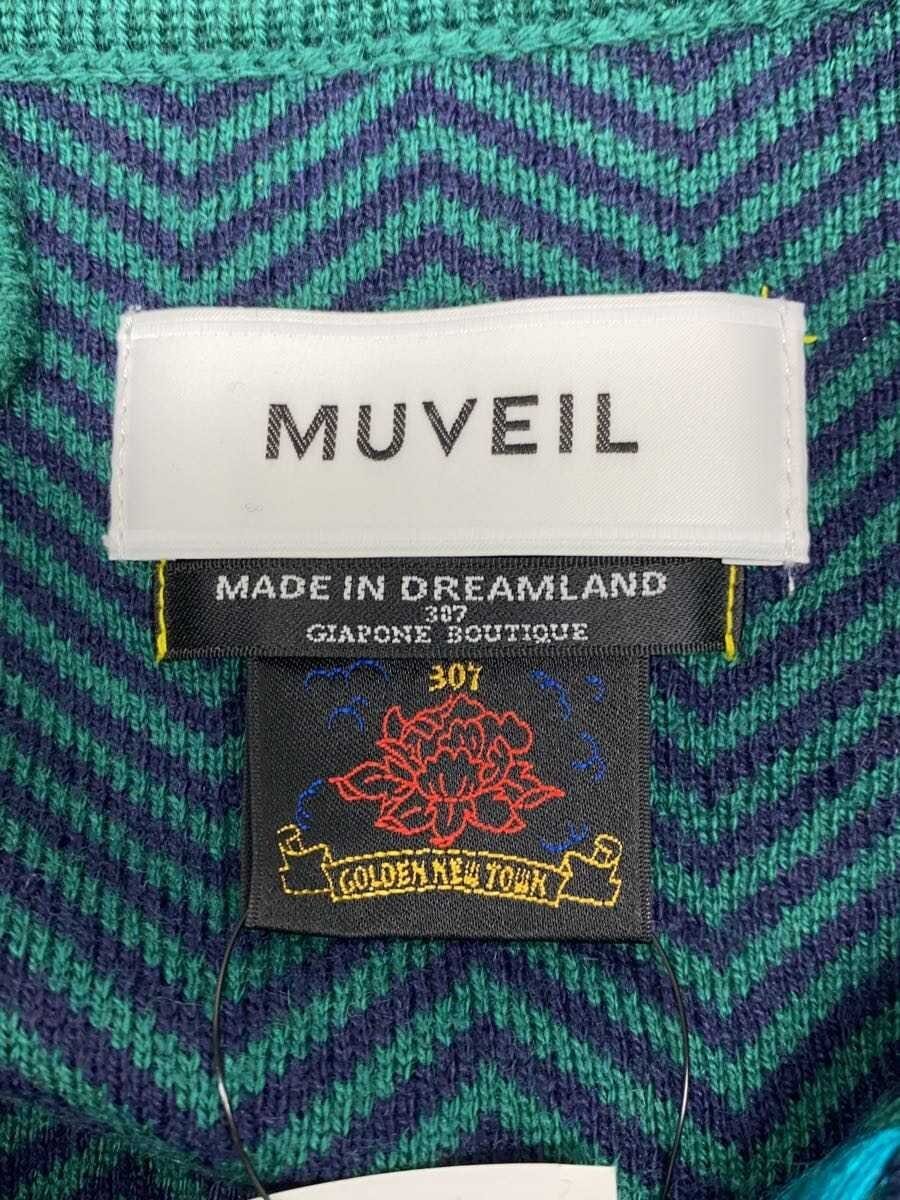 MUVEIL
MADE IN DREAMLAND
307
GIAPONE BOUTIQUE
307
GOLDEN NEW TOWN